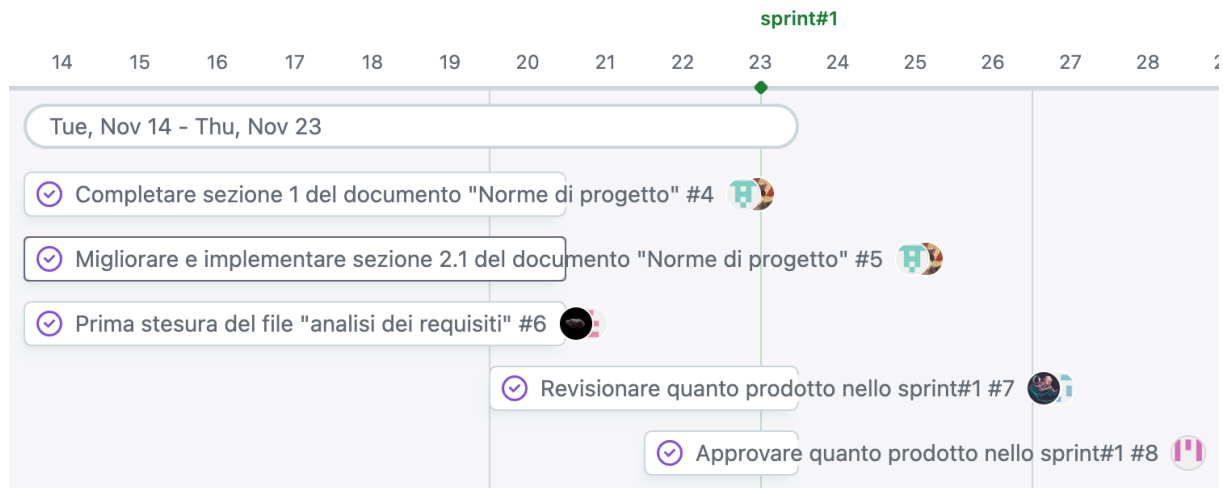 sprint#1
14 15 16 17 18 19 20 21 22 23 24 25 26 27 28
Tue, Nov 14 - Thu, Nov 23
Completare sezione 1 del documento "Norme di progetto" #4
Migliorare e implementare sezione 2.1 del documento "Norme di progetto" #5
Prima stesura del file "analisi dei requisiti" #6
Revisionare quanto prodotto nello sprint#1 #7
Approvare quanto prodotto nello sprint#1 #8